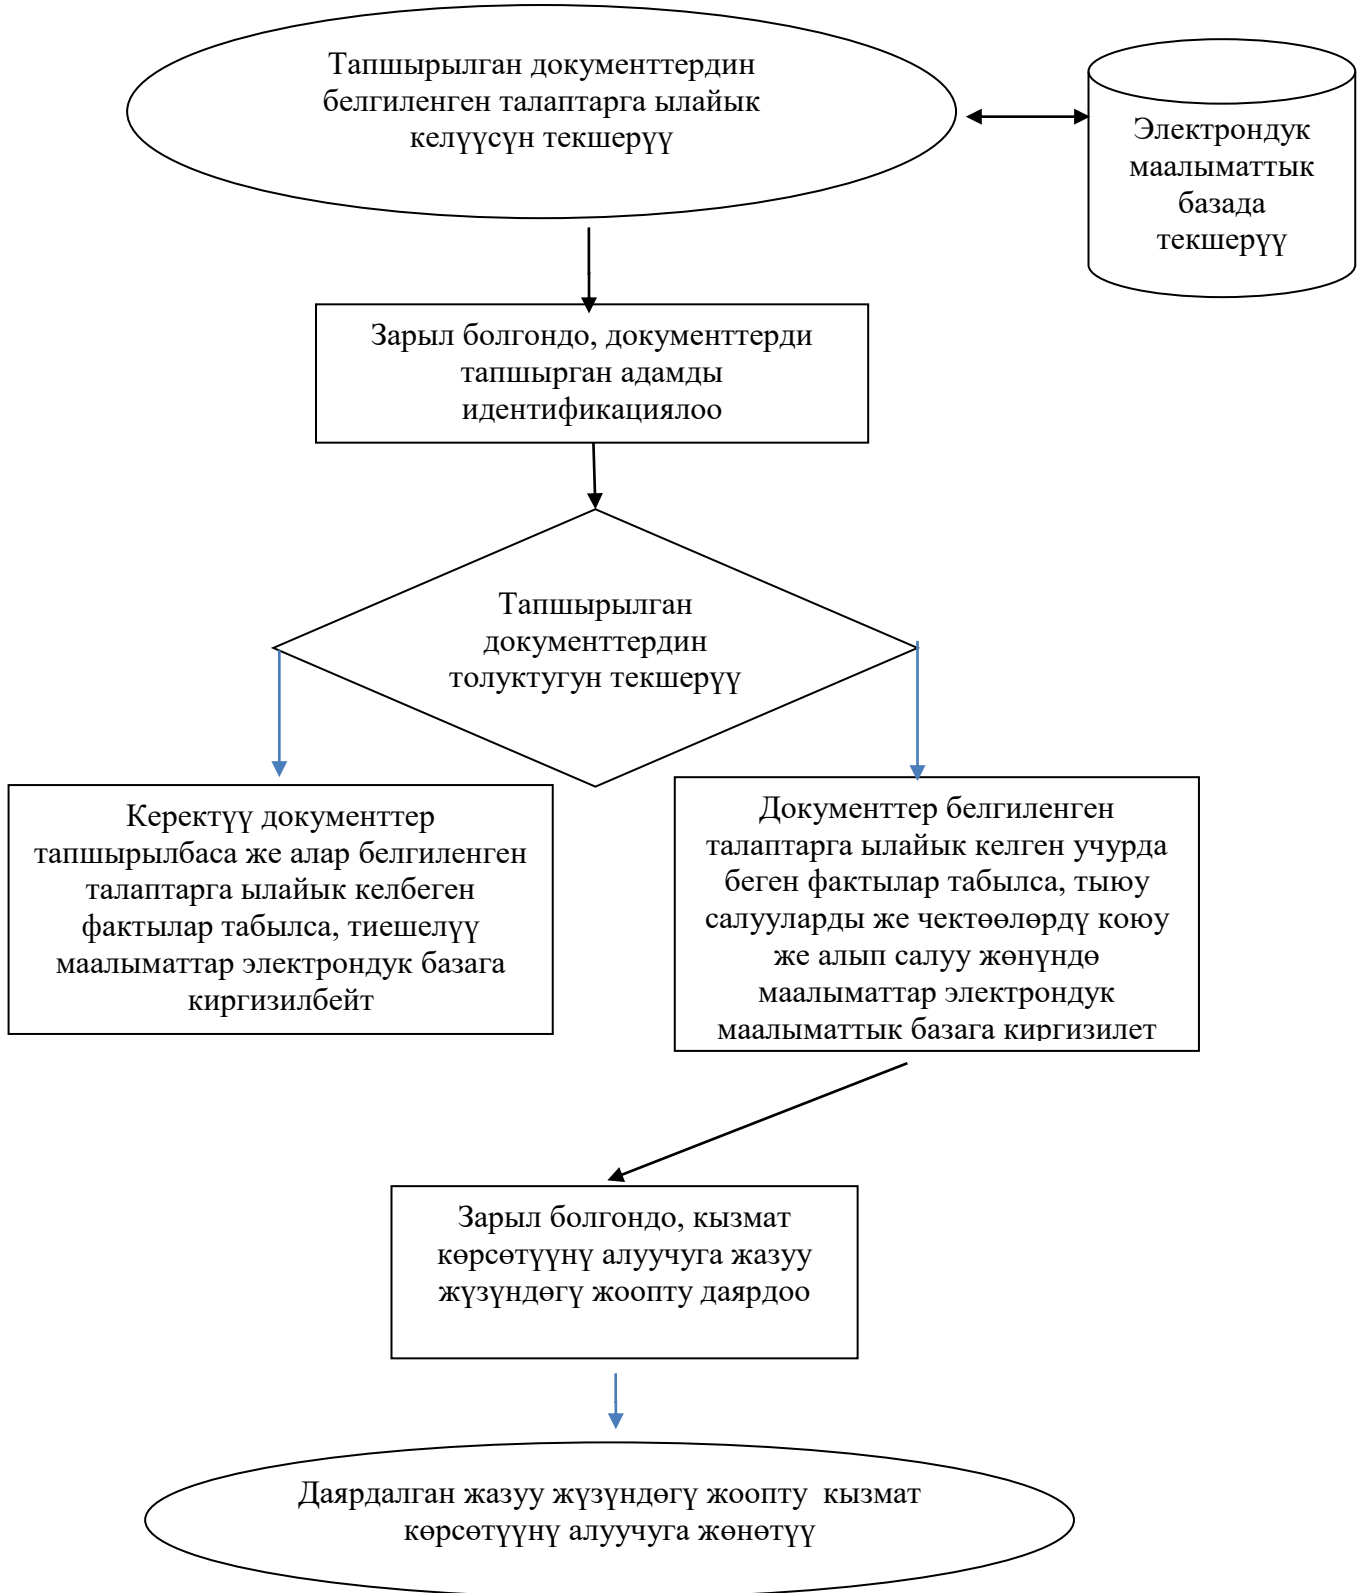 Тапшырылган документтердин
белгиленген талаптарга ылайык
келүүсүн текшерүү
Электрондук
маалыматтык
базада
текшерүү
Зарыл болгондо, документтерди
тапшырган адамды
идентификациялоо
Тапшырылган
документтердин
толуктугун текшерүү
Керектүү документтер
тапшырылбаса же алар белгиленген
талаптарга ылайык келбеген
фактылар табылса, тиешелүү
маалыматтар электрондук базага
киргизилбейт
Документтер белгиленген
талаптарга ылайык келген учурда
беген фактылар табылса, тыюу
салууларды же чектөөлөрдү коюу
же алып салуу жөнүндө
маалыматтар электрондук
маалыматтык базага киргизилет
Зарыл болгондо, кызмат
көрсөтүүнү алуучуга жазуу
жүзүндөгү жоопту даярдоо
Даярдалган жазуу жүзүндөгү жоопту  кызмат
көрсөтүүнү алуучуга жөнөтүү